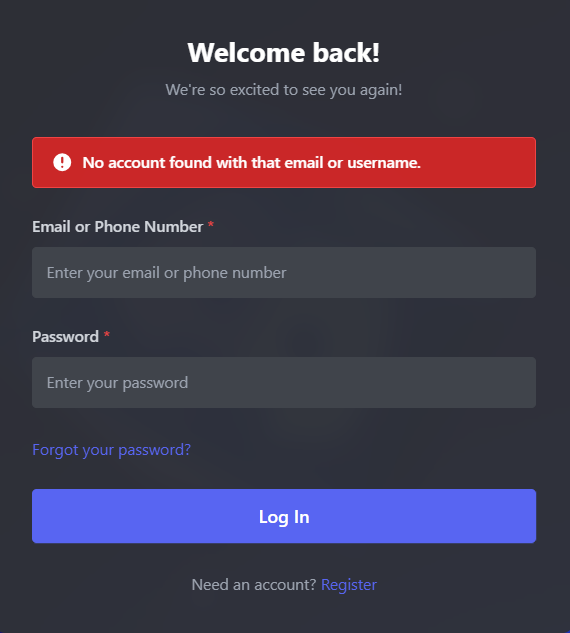 Welcome back!
We're so excited to see you again!
No account found with that email or username.
Email or Phone Number *
Enter your email or phone number
Password *
Enter your password
Forgot your password?
Log In
Need an account? Register